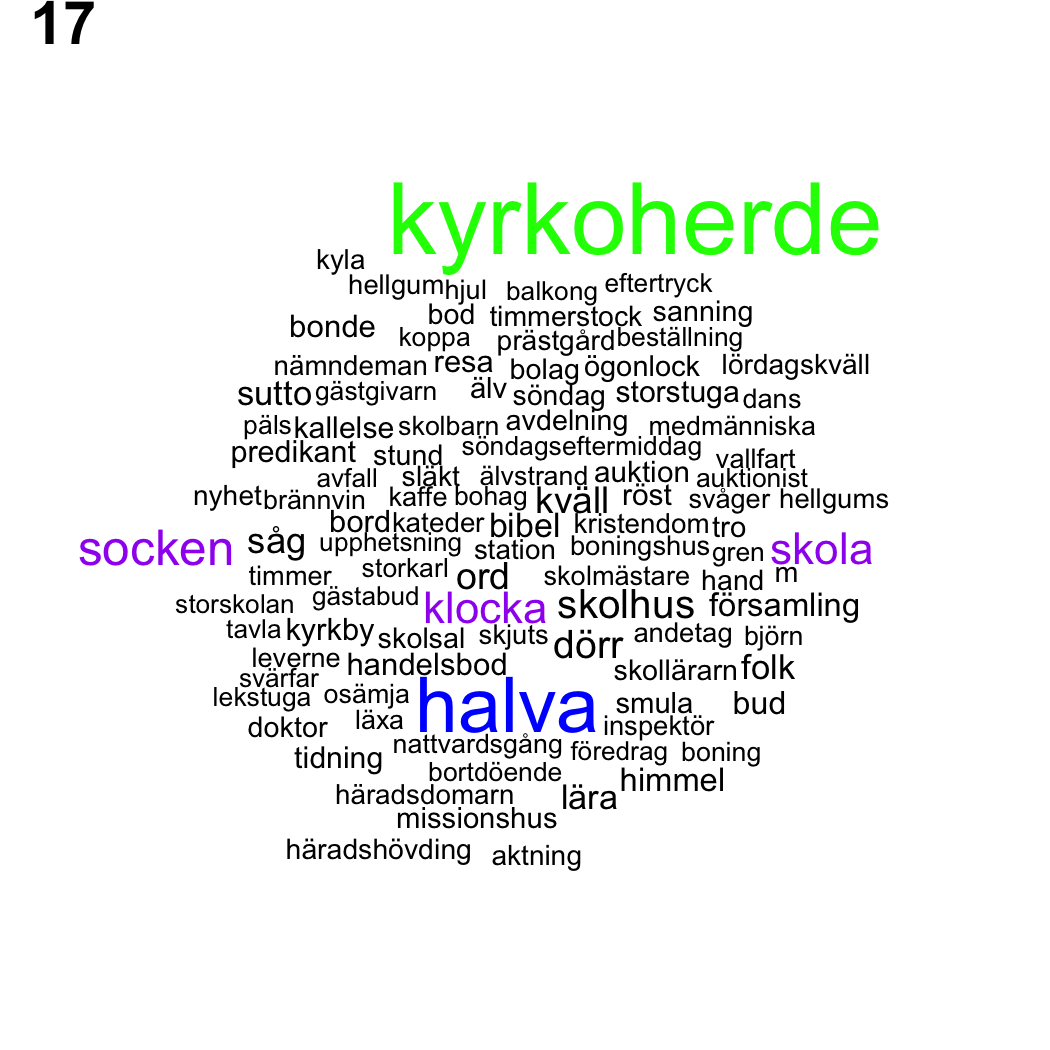 17
kyrkoherde
kyla
hellgum hjul balkong eftertryck
bod timmerstock sanning
bonde koppa prästgård beställning
nämndeman resa bolag ögonlock lördagskväll
sutto gästgivarn älv söndag storstuga dans
päls kallelse skolbarn avdelning medmänniska
predikant stund söndagseftermiddag vallfart
avfall släkt älvstrand auktion auktionist
nyhet brännvin kaffe bohag kväll röst svåger hellgums
bord kateder bibel kristendom tro
socken såg upphetsning station boningshus gren skola
timmer storkarl ord skolmästare hand m
storskolan gästabud klocka skolhus församling
tavla kyrkby skolsal skjuts dörr andetag björn
leverne handelsbod skollärarn folk
svärfar
lekstuga osämja halva smula bud
doktor läxa inspektör
tidning nattvardsgång föredrag boning
bortdöende himmel
häradsdomarn lära
missionshus
häradshövding aktning